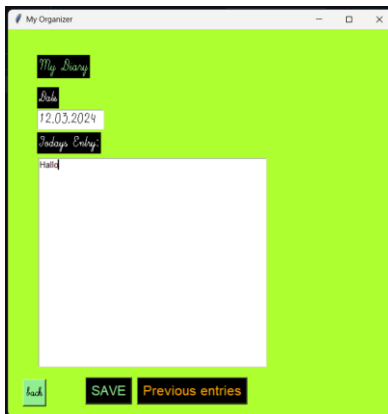 My Organizer
My Diary
Date
12.03.2024
Todays Entry:
Hallo
back SAVE Previous entries